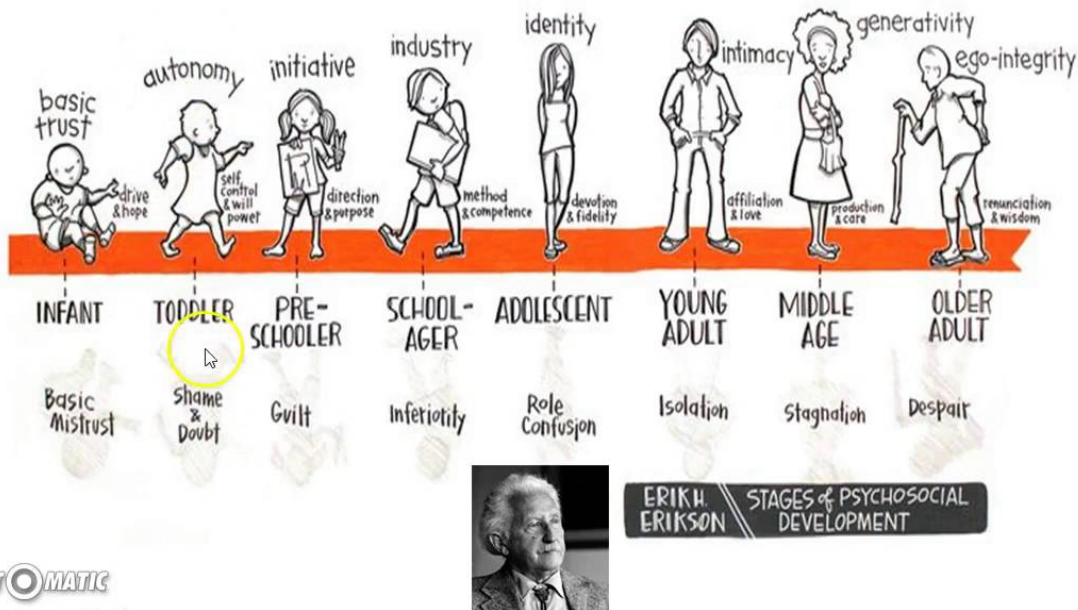 basic
trust
autonomy
initiative
industry
identity
intimacy
generativity
ego-integrity
drive
& hope
self
control
& will
power
direction
& purpose
method
& competence
devotion
& fidelity
affiliation
& love
production
& care
renunciation
& wisdom
INFANT
TODDLER
PRE-
SCHOOLER
SCHOOL-
AGER
ADOLESCENT
YOUNG
ADULT
MIDDLE
AGE
OLDER
ADULT
Basic
Mistrust
Shame
&
Doubt
Guilt
Inferiority
Role
Confusion
Isolation
Stagnation
Despair
ERIK H.
ERIKSON
STAGES of PSYCHOSOCIAL
DEVELOPMENT
MATIC